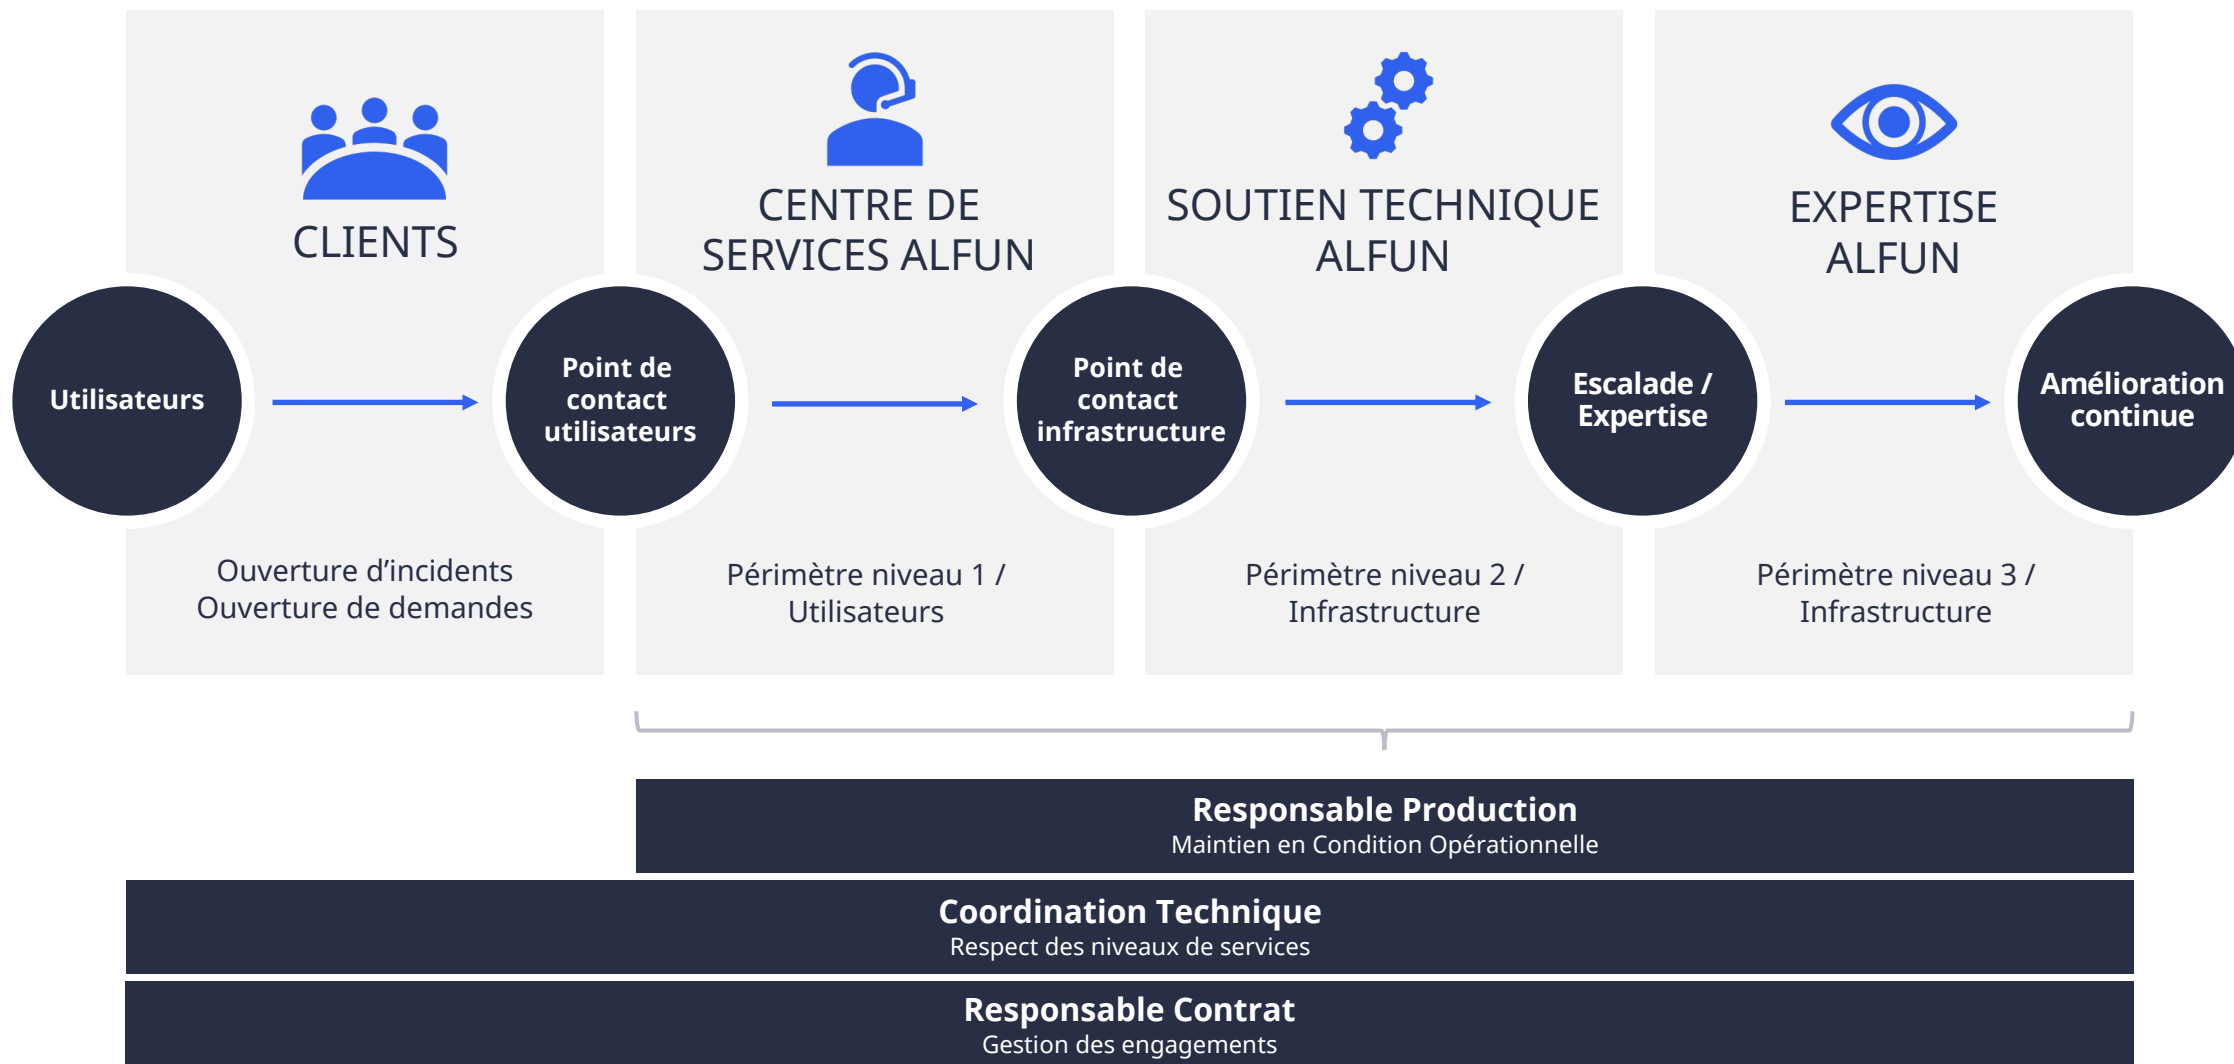 CLIENTS
CENTRE DE
SERVICES ALFUN
SOUTIEN TECHNIQUE
ALFUN
EXPERTISE
ALFUN
Utilisateurs
Point de
contact
utilisateurs
Point de
contact
infrastructure
Escalade /
Expertise
Amélioration
continue
Ouverture d’incidents
Ouverture de demandes
Périmètre niveau 1 /
Utilisateurs
Périmètre niveau 2 /
Infrastructure
Périmètre niveau 3 /
Infrastructure
Responsable Production
Maintien en Condition Opérationnelle
Coordination Technique
Respect des niveaux de services
Responsable Contrat
Gestion des engagements